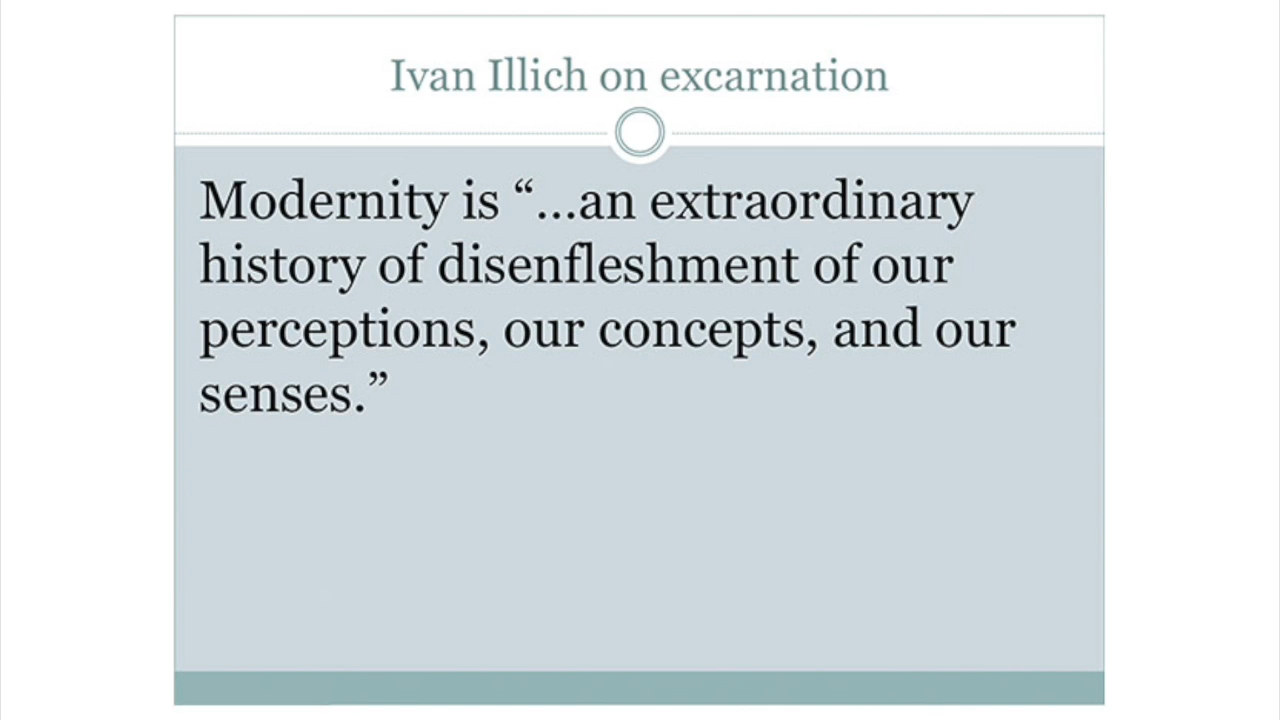 Ivan Illich on excarnation
Modernity is “…an extraordinary
history of disenfleshment of our
perceptions, our concepts, and our
senses.”